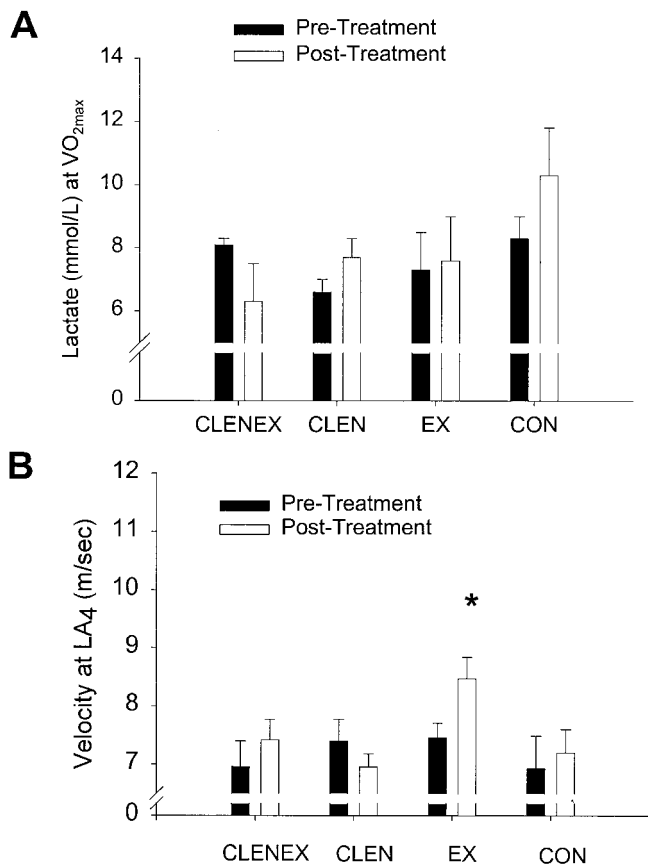 A
Pre-Treatment
Post-Treatment
Lactate (mmol/L) at VO2max
14
12
10
8
6
0
CLENEX CLEN EX CON
B
Pre-Treatment
Post-Treatment
Velocity at LA4 (m/sec)
12
11
10
9
8
7
0
*
CLENEX CLEN EX CON